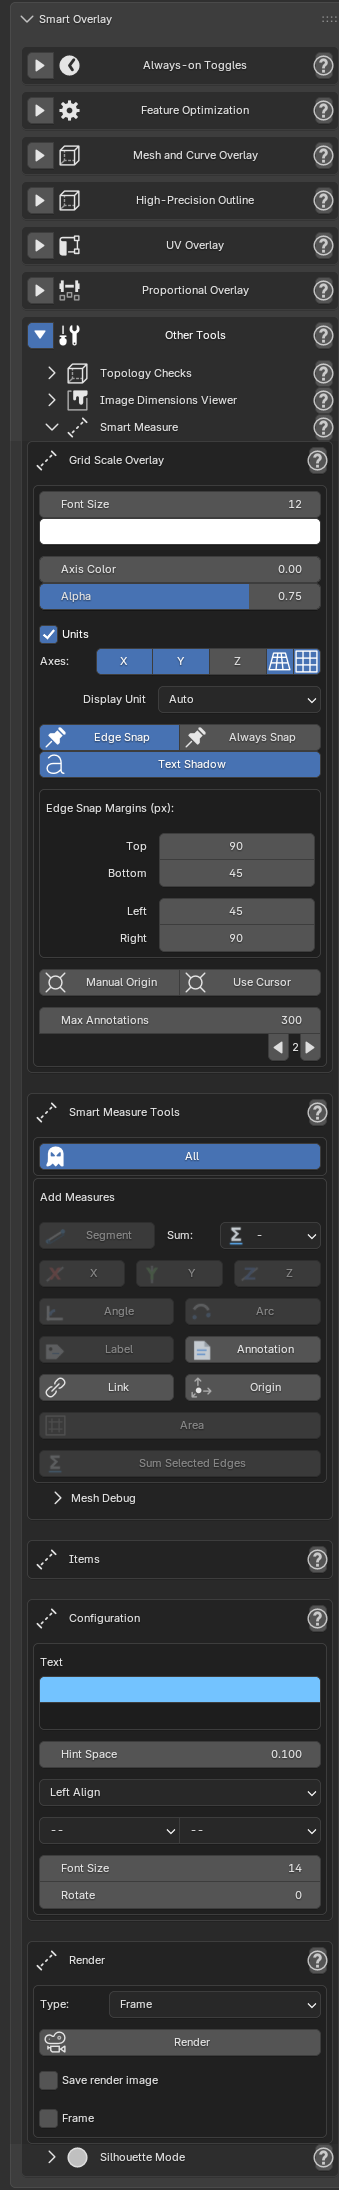 Smart Overlay
Always-on Toggles ?
Feature Optimization ?
Mesh and Curve Overlay ?
High-Precision Outline ?
UV Overlay ?
Proportional Overlay ?
Other Tools ?
Topology Checks ?
Image Dimensions Viewer ?
Smart Measure ?
Grid Scale Overlay ?
Font Size 12
Axis Color 0.00
Alpha 0.75
Units
Axes: X Y Z
Display Unit Auto
Edge Snap Always Snap
a Text Shadow
Edge Snap Margins (px):
Top 90
Bottom 45
Left 45
Right 90
Manual Origin Use Cursor
Max Annotations 300
2
Smart Measure Tools ?
All
Add Measures
Segment Sum: Σ -
X X Y Y Z Z
Angle Arc
Label Annotation
Link Origin
Area
Σ Sum Selected Edges
Mesh Debug
Items ?
Configuration ?
Text
Hint Space 0.100
Left Align
-- --
Font Size 14
Rotate 0
Render ?
Type: Frame
Render
Save render image
Frame
Silhouette Mode ?